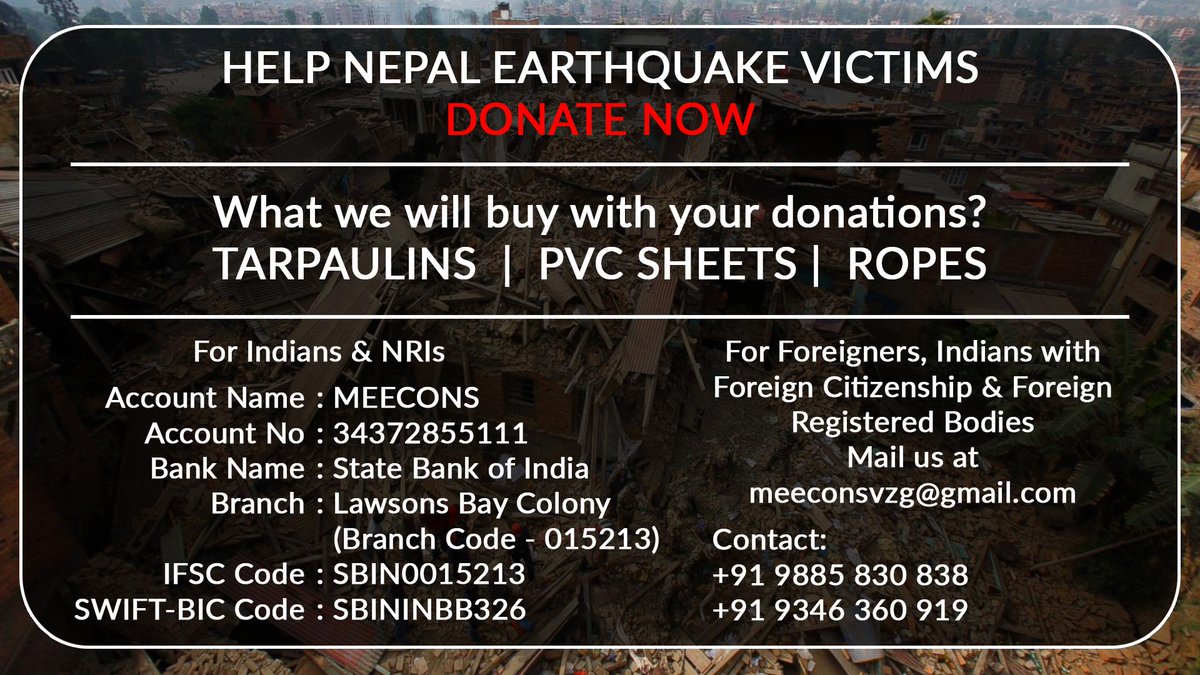 HELP NEPAL EARTHQUAKE VICTIMS
DONATE NOW
What we will buy with your donations?
TARPAULINS | PVC SHEETS | ROPES
For Indians & NRIs
Account Name : MEECONS
Account No : 34372855111
Bank Name : State Bank of India
Branch : Lawsons Bay Colony
(Branch Code - 015213)
IFSC Code : SBIN0015213
SWIFT-BIC Code : SBININBB326
For Foreigners, Indians with
Foreign Citizenship & Foreign
Registered Bodies
Mail us at
meeconsvzg@gmail.com
Contact:
+91 9885 830 838
+91 9346 360 919